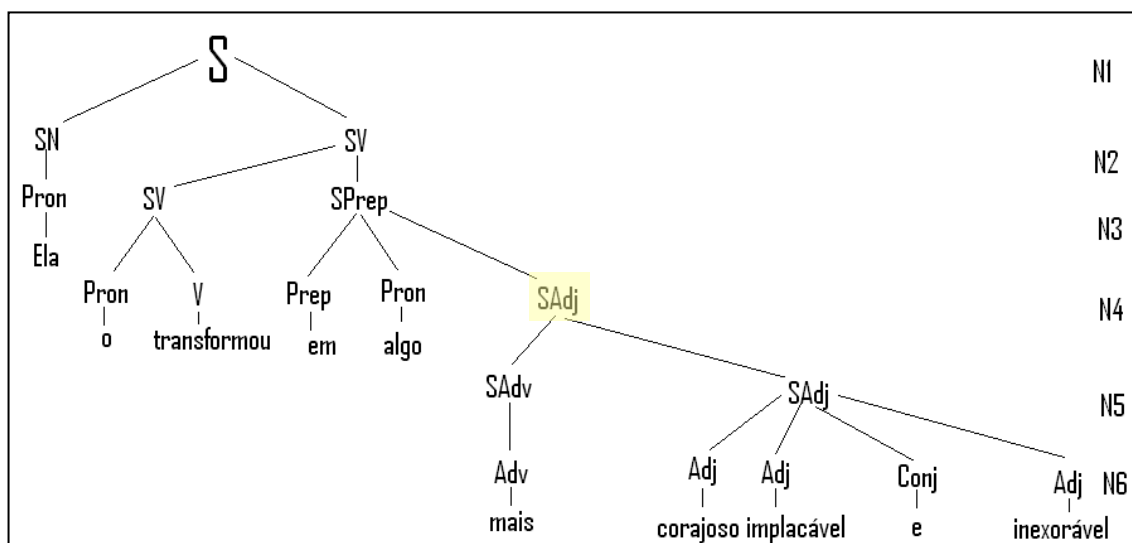 S N1
SN SV N2
Pron SV SPrep N3
Ela
Pron V Prep Pron SAdj N4
o transformou em algo
SAdv SAdj N5
Adv Adj Adj Conj Adj N6
mais corajoso implacável e inexorável